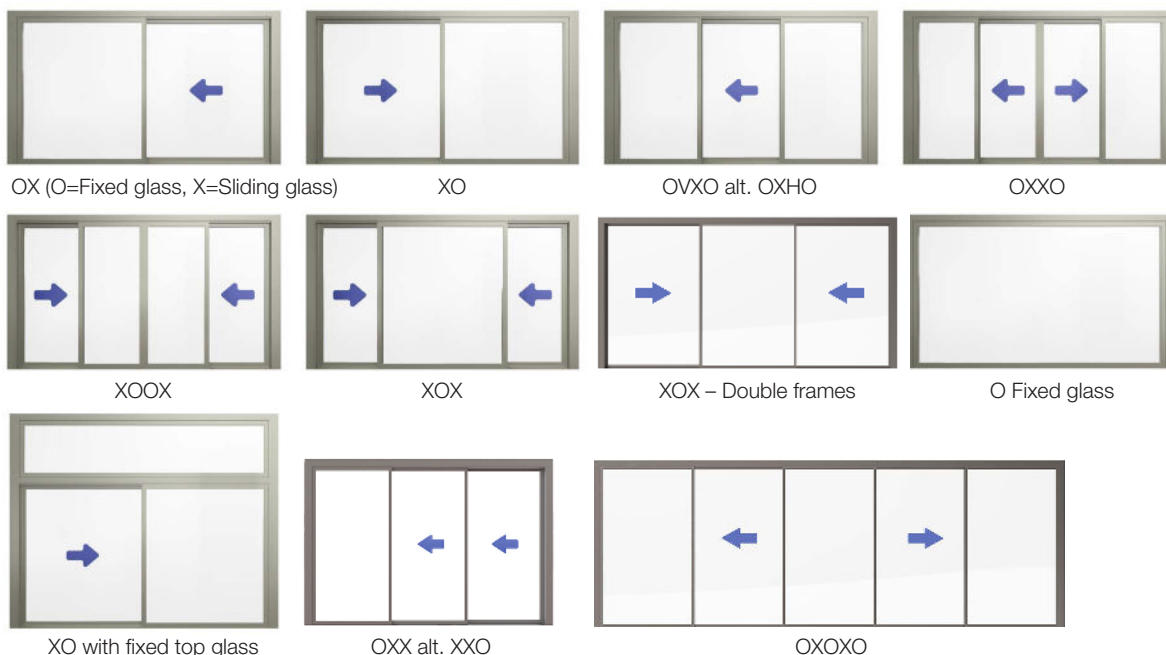 OX (O=Fixed glass, X=Sliding glass)
XO
OVXO alt. OXHO
OXXO
XOOX
XOX
XOX – Double frames
O Fixed glass
XO with fixed top glass
OXX alt. XXO
OXOXO